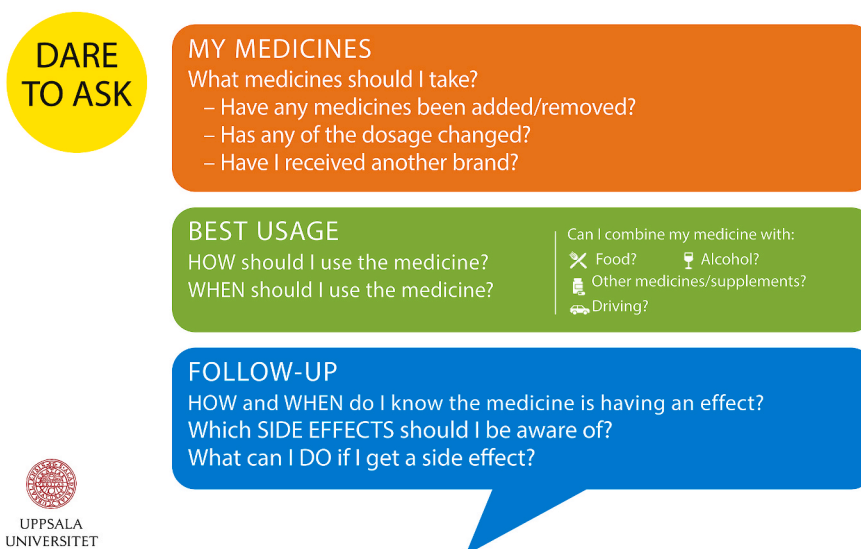 DARE
TO ASK
MY MEDICINES
What medicines should I take?
– Have any medicines been added/removed?
– Has any of the dosage changed?
– Have I received another brand?
BEST USAGE
HOW should I use the medicine?
WHEN should I use the medicine?
Can I combine my medicine with:
Food? Alcohol?
Other medicines/supplements?
Driving?
FOLLOW-UP
HOW and WHEN do I know the medicine is having an effect?
Which SIDE EFFECTS should I be aware of?
What can I DO if I get a side effect?
UPPSALA
UNIVERSITET